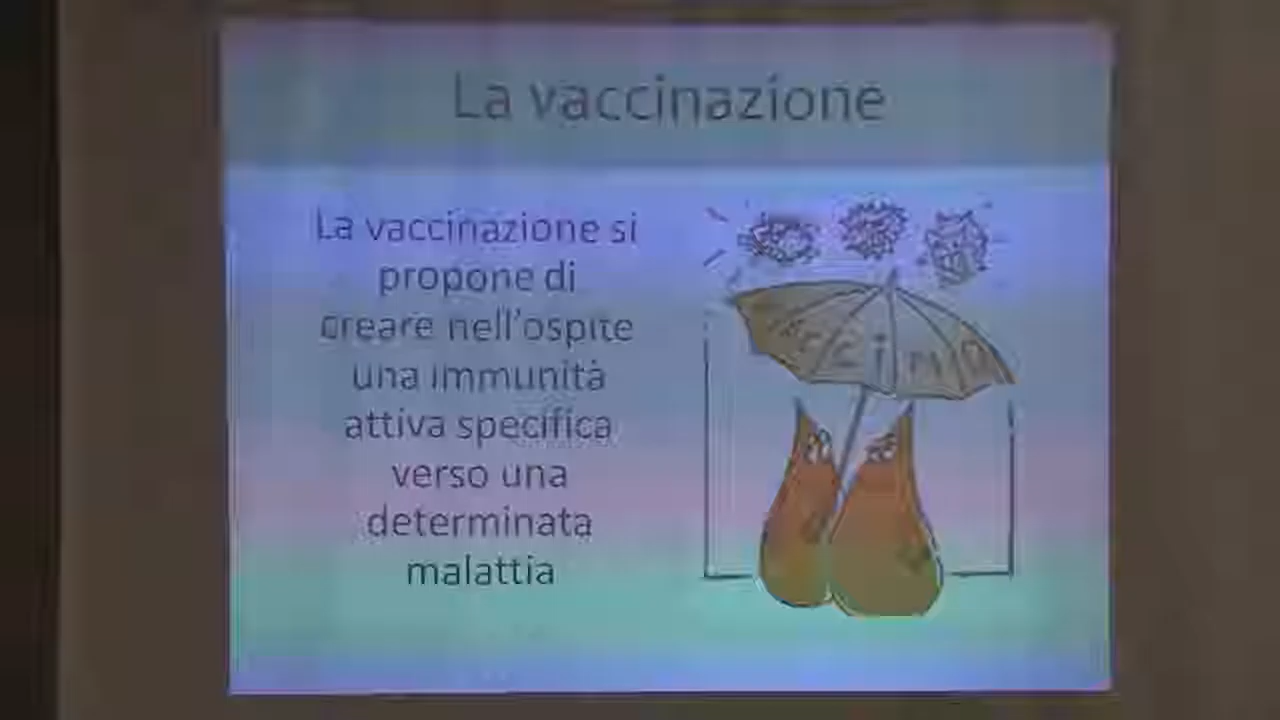 La vaccinazione
La vaccinazione si
propone di
creare nell'ospite
una immunità
attiva specifica
verso una
determinata
malattia